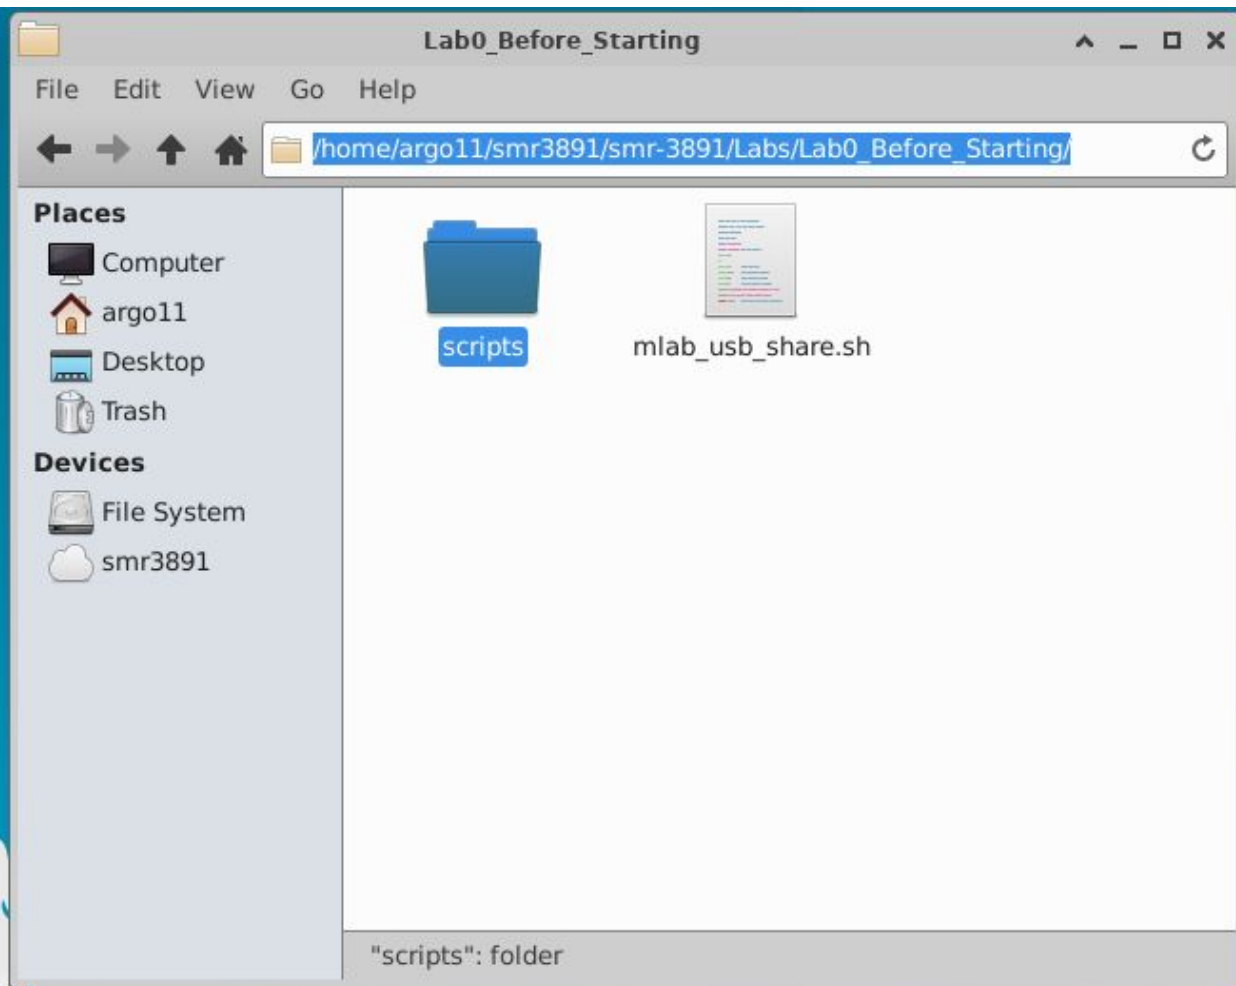 Lab0_Before_Starting
File Edit View Go Help
/home/argo11/smr3891/smr-3891/Labs/Lab0_Before_Starting/
Places
Computer
argo11
Desktop
Trash
Devices
File System
smr3891
scripts
mlab_usb_share.sh
"scripts": folder